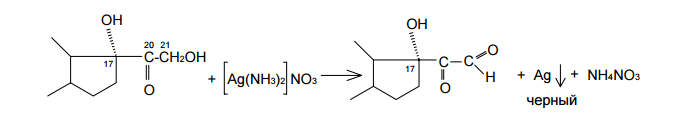 OH OH
20 21
17 C-CH₂OH + [Ag(NH₃)₂] NO₃ 17 C C O H + Ag↓ + NH₄NO₃
O O
черный